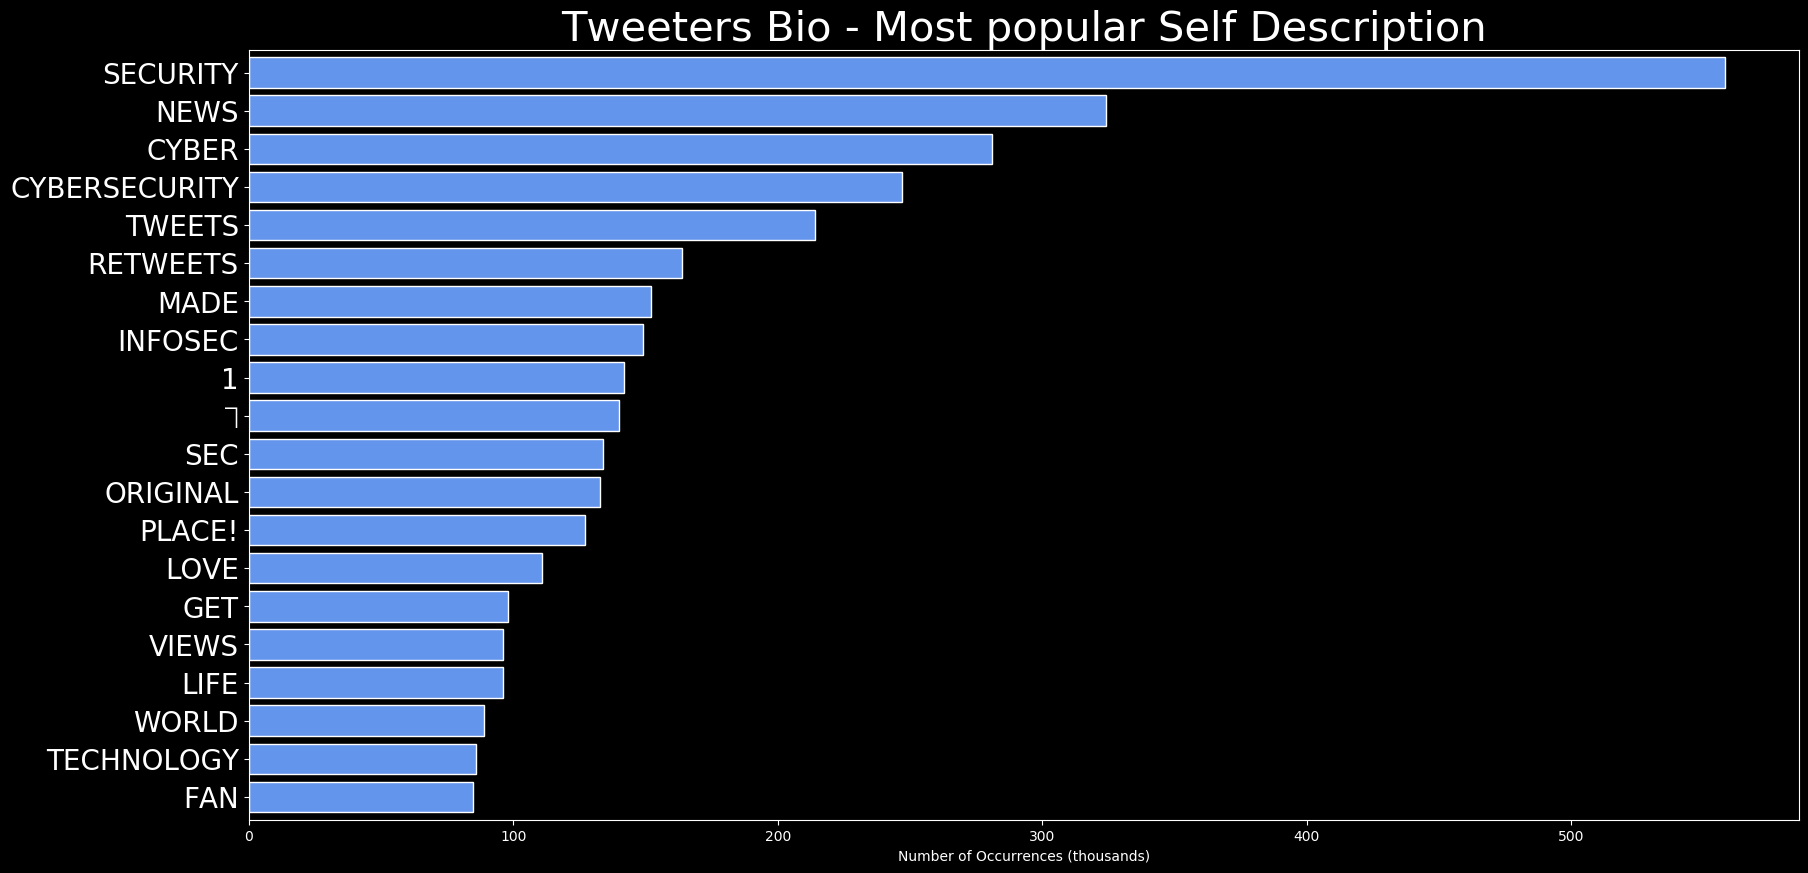 Tweeters Bio - Most popular Self Description
SECURITY
NEWS
CYBER
CYBERSECURITY
TWEETS
RETWEETS
MADE
INFOSEC
1
SEC
ORIGINAL
PLACE!
LOVE
GET
VIEWS
LIFE
WORLD
TECHNOLOGY
FAN
0 100 200 300 400 500
Number of Occurrences (thousands)